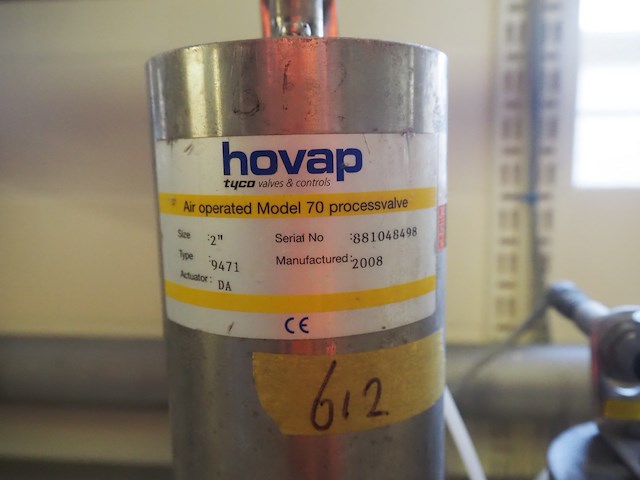 hovap
tyco valves & controls
Air operated Model 70 processvalve
Size : 2" Serial No : 881048498
Type : 9471 Manufactured : 2008
Actuator : DA
CE
612